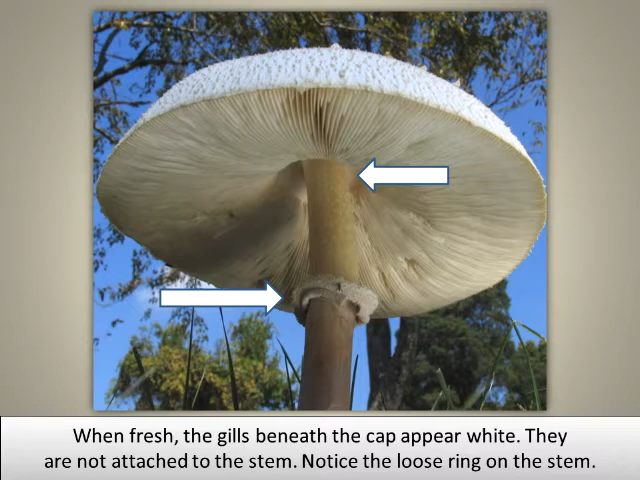 When fresh, the gills beneath the cap appear white. They
are not attached to the stem. Notice the loose ring on the stem.